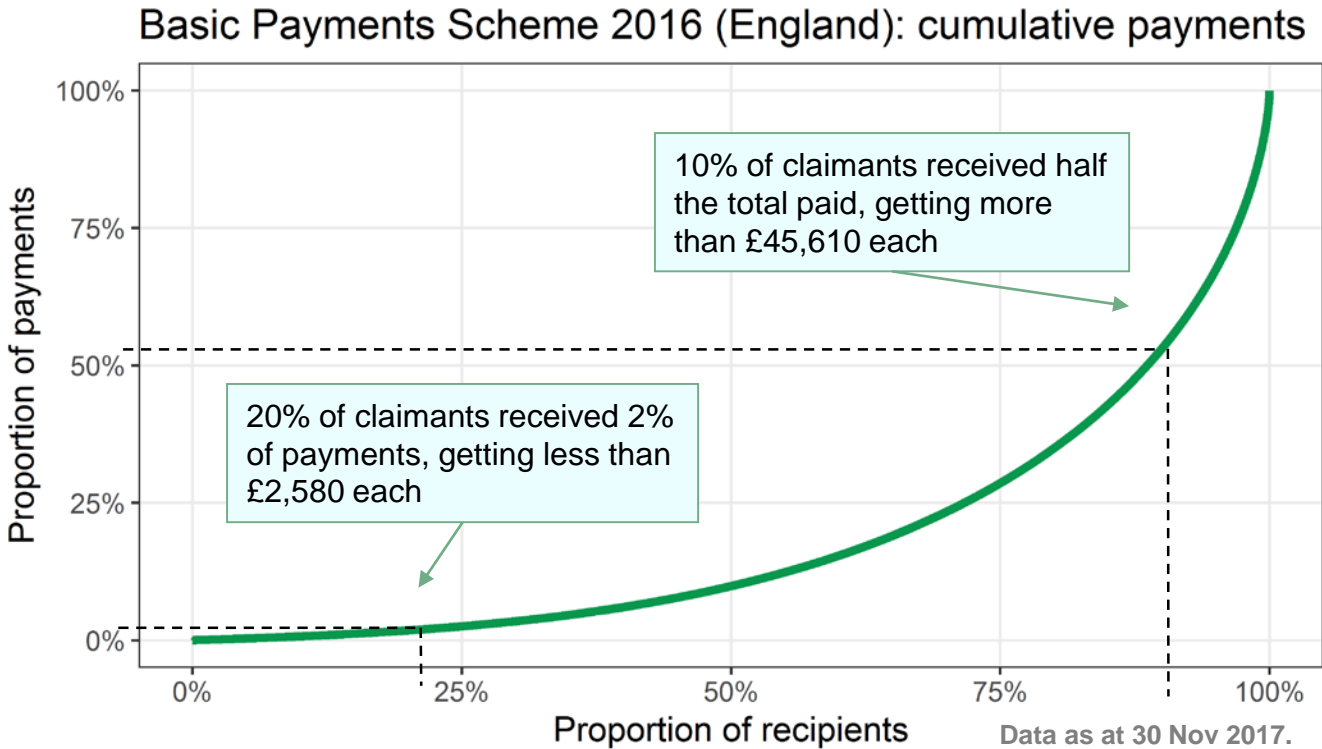 Basic Payments Scheme 2016 (England): cumulative payments
Proportion of payments
100%
75%
50%
25%
0%
10% of claimants received half
the total paid, getting more
than £45,610 each
20% of claimants received 2%
of payments, getting less than
£2,580 each
0%
25%
50%
75%
100%
Proportion of recipients
Data as at 30 Nov 2017.